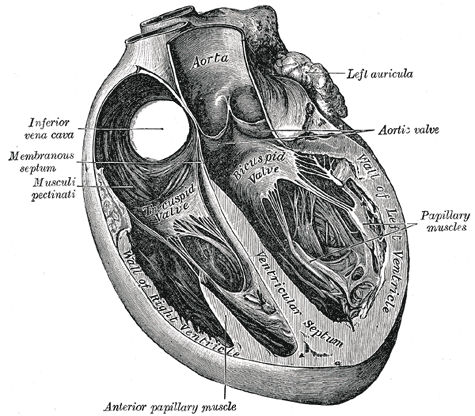 Aorta
Left auricula
Inferior
vena cava
Aortic valve
Membranous
septum
Bicuspid
Valve
Musculi
pectinati
Tricuspid
Valve
Wall of Left Ventricle
Papillary
muscles
Ventricular Septum
Wall of Right Ventricle
Anterior papillary muscle